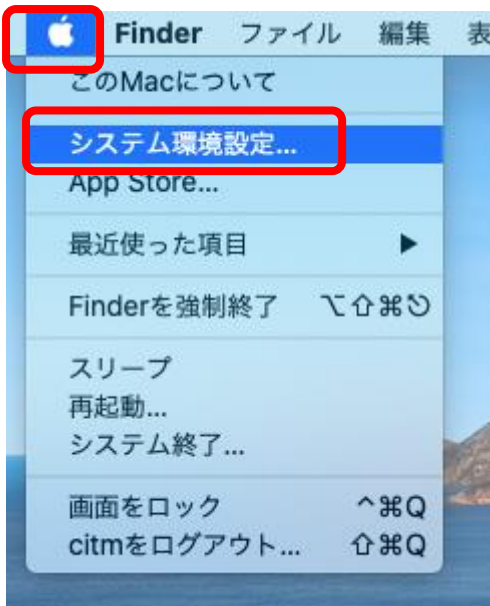 Finder ファイル 編集 表
このMacについて
システム環境設定...
App Store...
最近使った項目 ▶
Finderを強制終了 ⌥⇧⌘⎋
スリープ
再起動...
システム終了...
画面をロック ^⌘Q
citmをログアウト... ⇧⌘Q